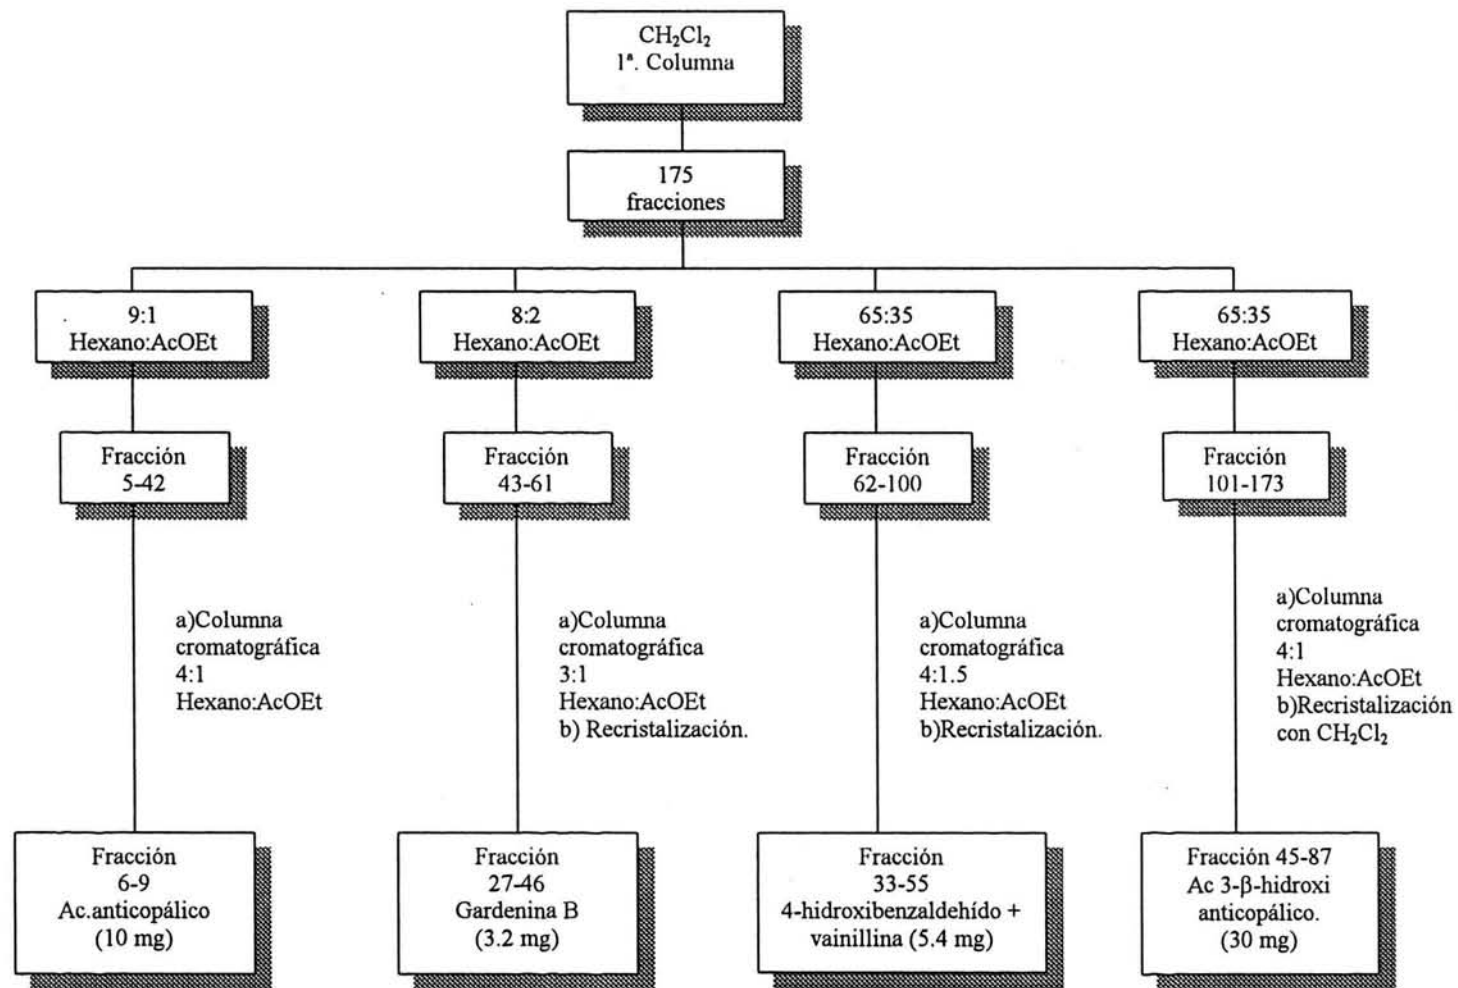 CH₂Cl₂
1ª. Columna
175
fracciones
9:1
Hexano:AcOEt
8:2
Hexano:AcOEt
65:35
Hexano:AcOEt
65:35
Hexano:AcOEt
Fracción
5-42
Fracción
43-61
Fracción
62-100
Fracción
101-173
a)Columna
cromatográfica
4:1
Hexano:AcOEt
a)Columna
cromatográfica
3:1
Hexano:AcOEt
b) Recristalización.
a)Columna
cromatográfica
4:1.5
Hexano:AcOEt
b)Recristalización.
a)Columna
cromatográfica
4:1
Hexano:AcOEt
b)Recristalización
con CH₂Cl₂
Fracción
6-9
Ac.anticopálico
(10 mg)
Fracción
27-46
Gardenina B
(3.2 mg)
Fracción
33-55
4-hidroxibenzaldehído +
vainillina (5.4 mg)
Fracción 45-87
Ac 3-β-hidroxi
anticopálico.
(30 mg)